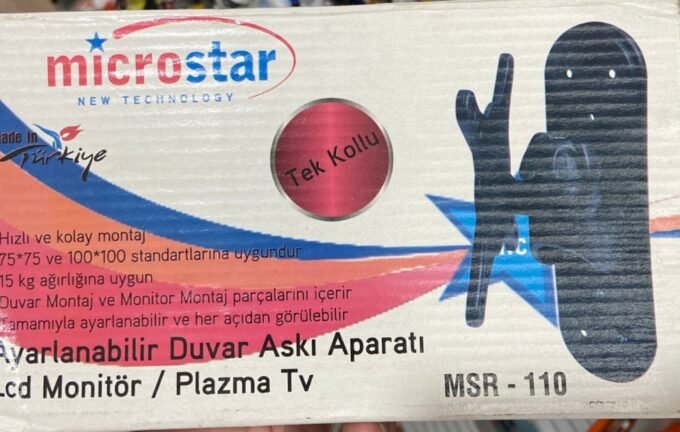 microstar
NEW TECHNOLOGY
ade in
Türkiye
Tek Kollu
Hızlı ve kolay montaj
75*75 ve 100*100 standartlarına uygundur
15 kg ağırlığına uygun
Duvar Montaj ve Monitor Montaj parçalarını içerir
Tamamıyla ayarlanabilir ve her açıdan görülebilir
Ayarlanabilir Duvar Askı Aparatı
Lcd Monitör / Plazma Tv
MSR - 110